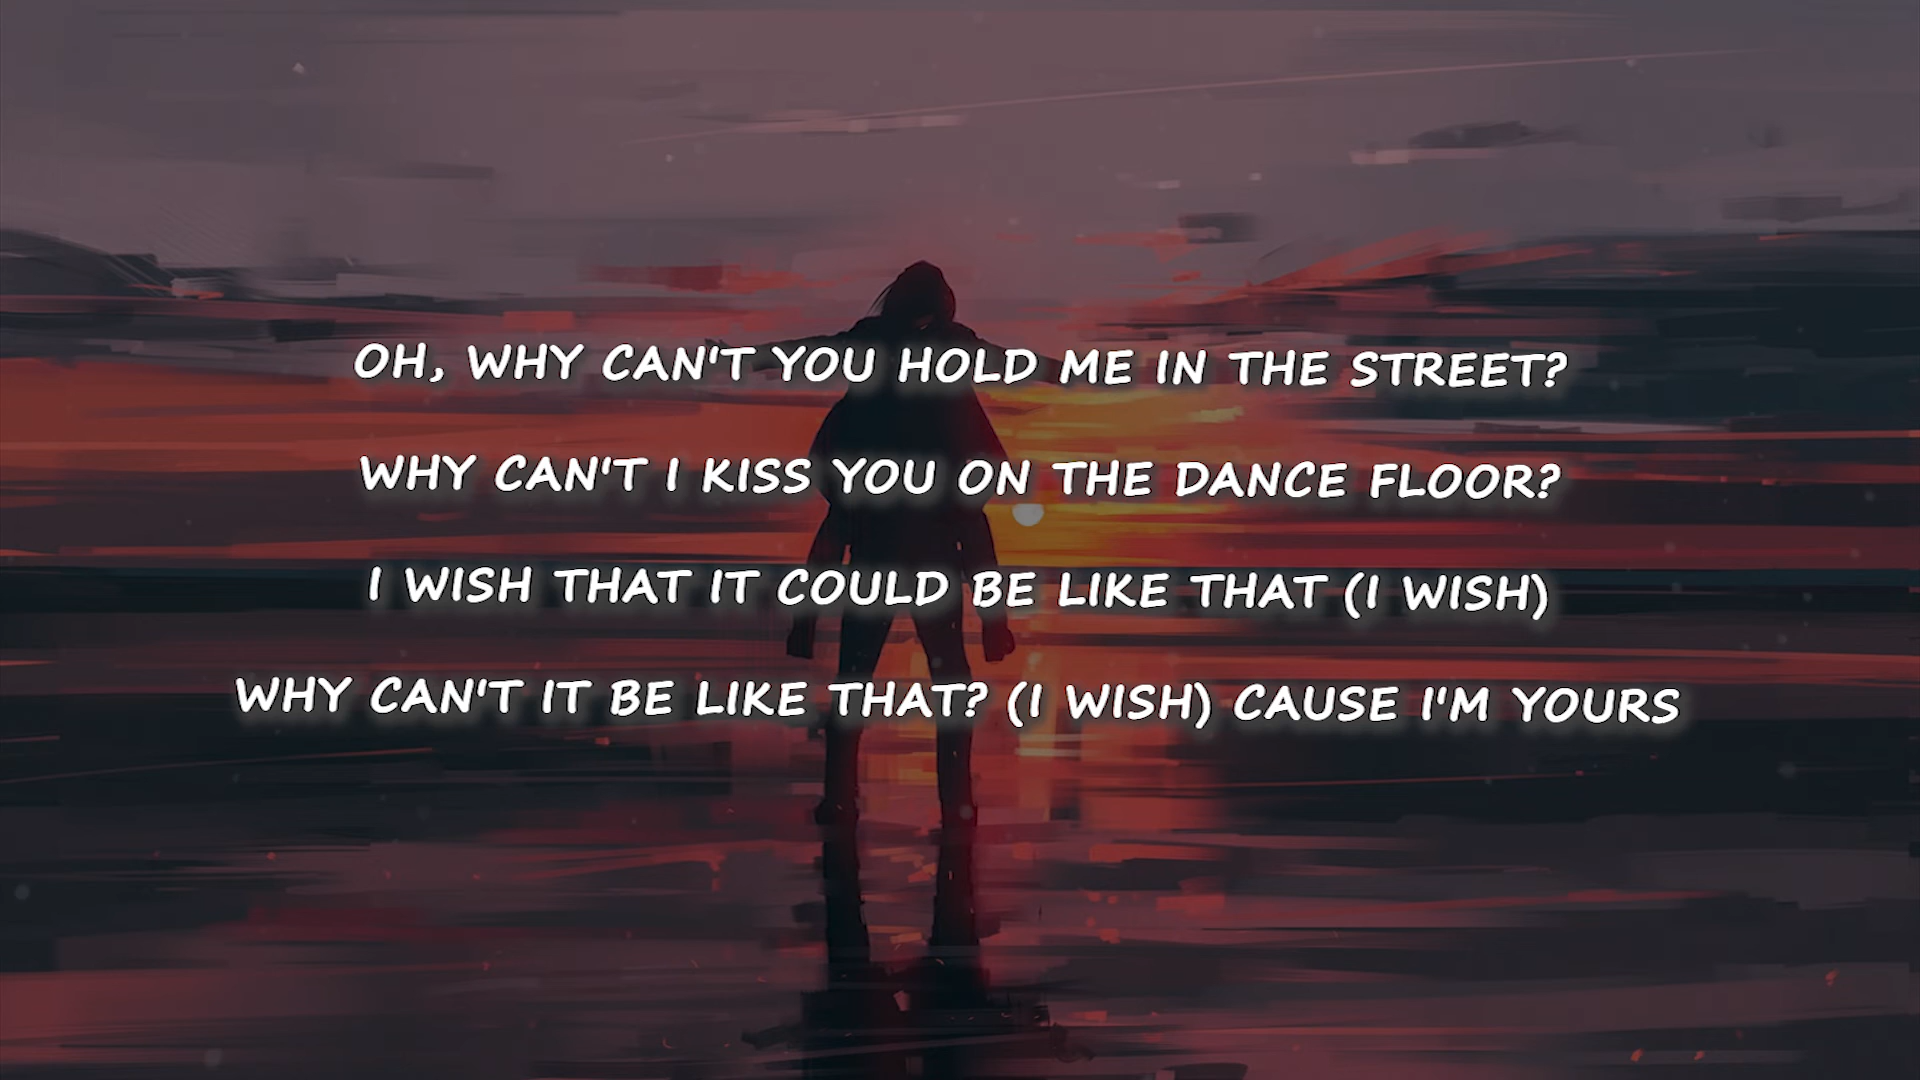 OH, WHY CAN'T YOU HOLD ME IN THE STREET?
WHY CAN'T I KISS YOU ON THE DANCE FLOOR?
I WISH THAT IT COULD BE LIKE THAT (I WISH)
WHY CAN'T IT BE LIKE THAT? (I WISH) CAUSE I'M YOURS